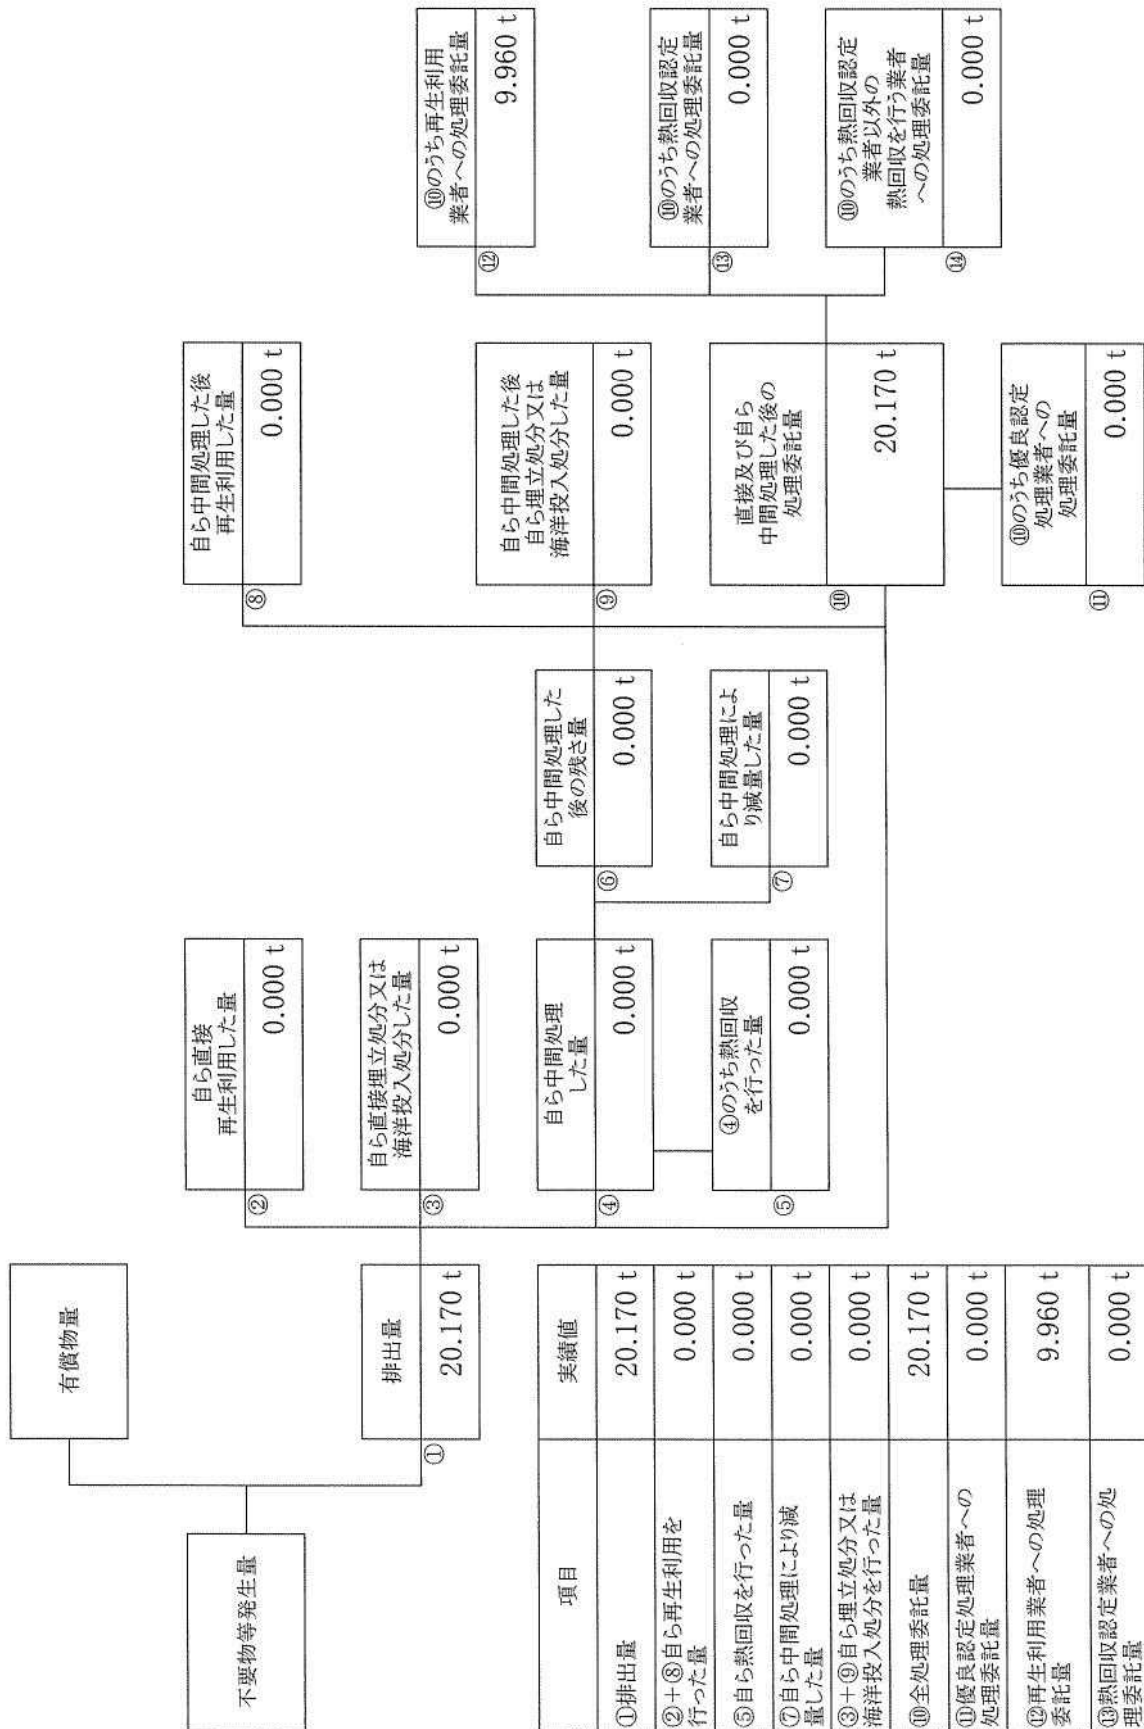 有償物量
不要物等発生量
①
排出量
20.170 t
②
自ら直接
再生利用した量
0.000 t
③
自ら直接埋立処分又は
海洋投入処分した量
0.000 t
④
自ら中間処理
した量
0.000 t
⑤
④のうち熱回収
を行った量
0.000 t
⑥
自ら中間処理した
後の残さ量
0.000 t
⑦
自ら中間処理によ
り減量した量
0.000 t
⑧
自ら中間処理した後
再生利用した量
0.000 t
⑨
自ら中間処理した後
自ら埋立処分又は
海洋投入処分した量
0.000 t
⑩
直接及び自ら
中間処理した後の
処理委託量
20.170 t
⑪
⑩のうち優良認定
処理業者への
処理委託量
0.000 t
⑫
⑩のうち再生利用
業者への処理委託量
9.960 t
⑬
⑩のうち熱回収認定
業者への処理委託量
0.000 t
⑭
⑩のうち熱回収認定
業者以外の
熱回収を行う業者
への処理委託量
0.000 t
項目 実績値
①排出量 20.170 t
②+⑧自ら再生利用を
行った量 0.000 t
⑤自ら熱回収を行った量 0.000 t
⑦自ら中間処理により減
量した量 0.000 t
③+⑨自ら埋立処分又は
海洋投入処分を行った量 0.000 t
⑩全処理委託量 20.170 t
⑪優良認定処理業者への
処理委託量 0.000 t
⑫再生利用業者への処理
委託量 9.960 t
⑬熱回収認定業者への処
理委託量 0.000 t